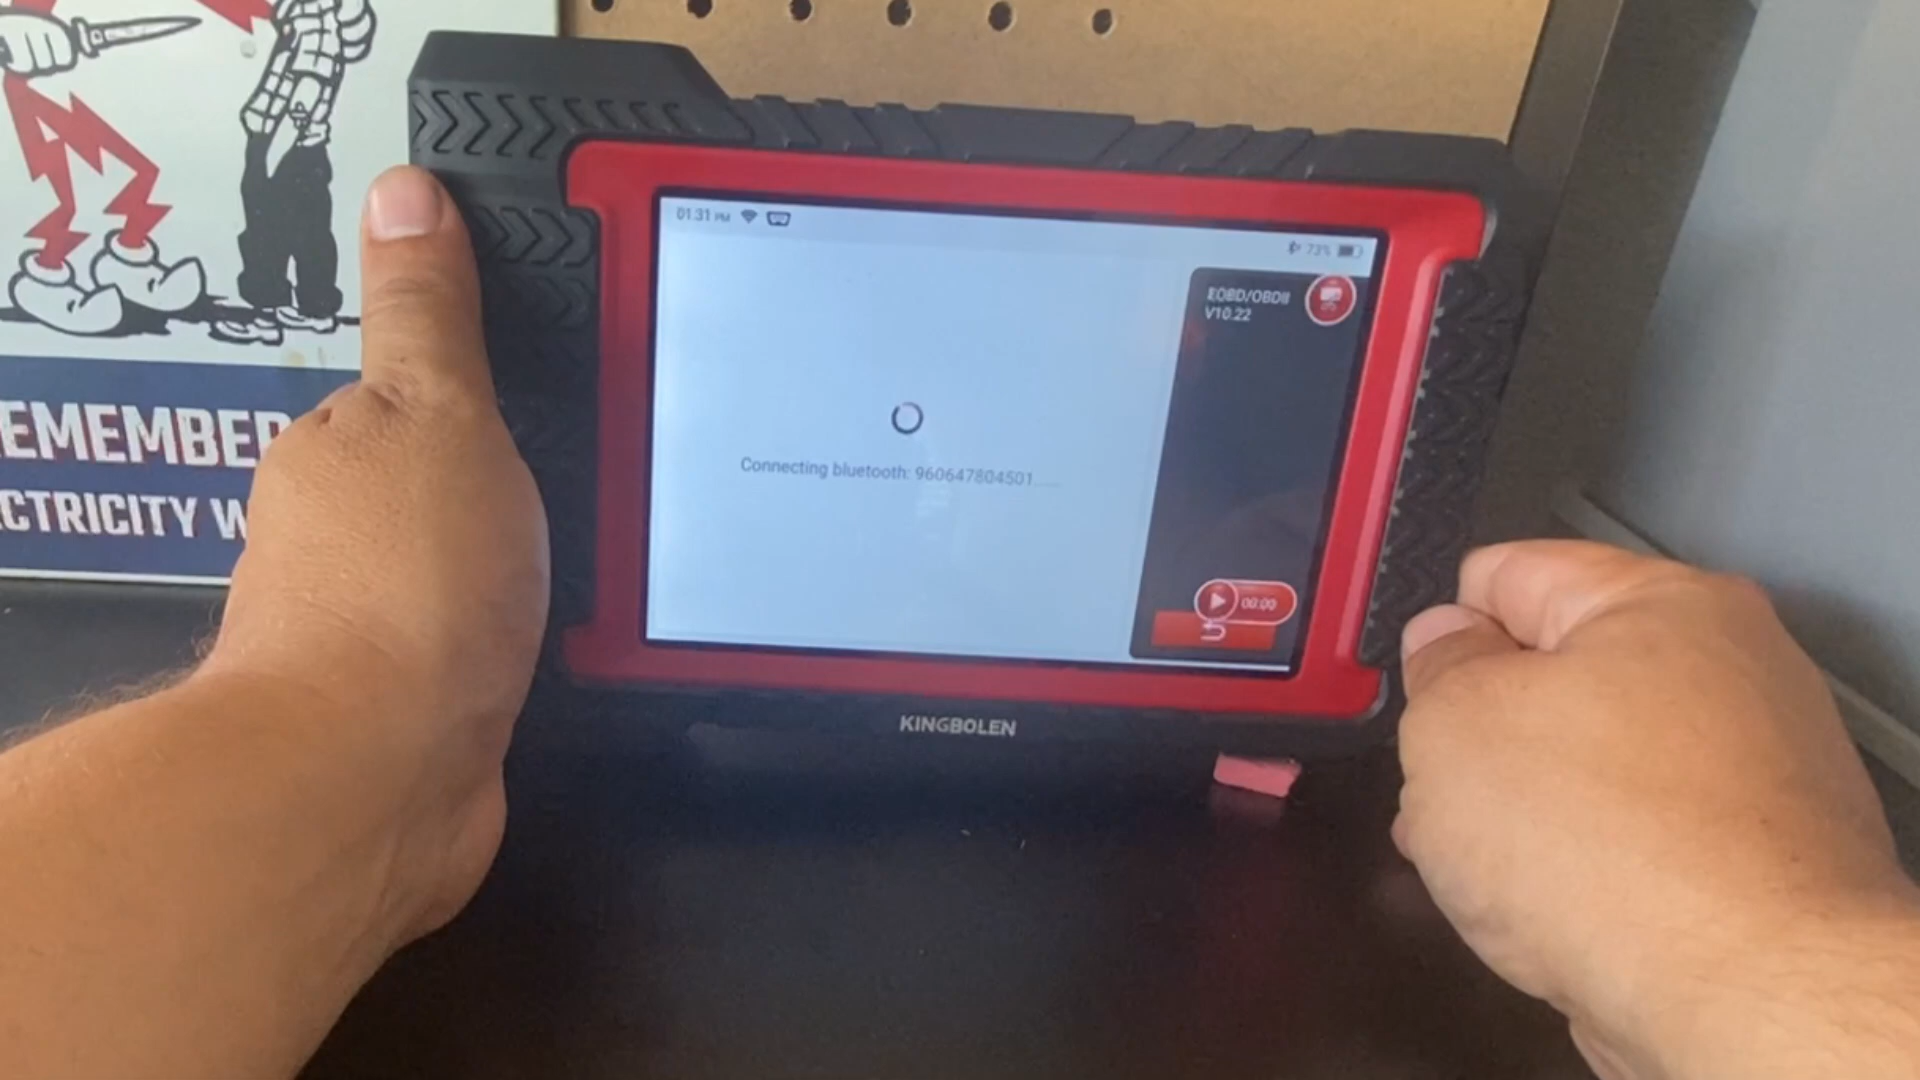 EMEMBER
CTRICITY W
01:31 PM
73%
EOBD/OBDII
V10.22
Connecting bluetooth: 960647804501......
00:00
KINGBOLEN